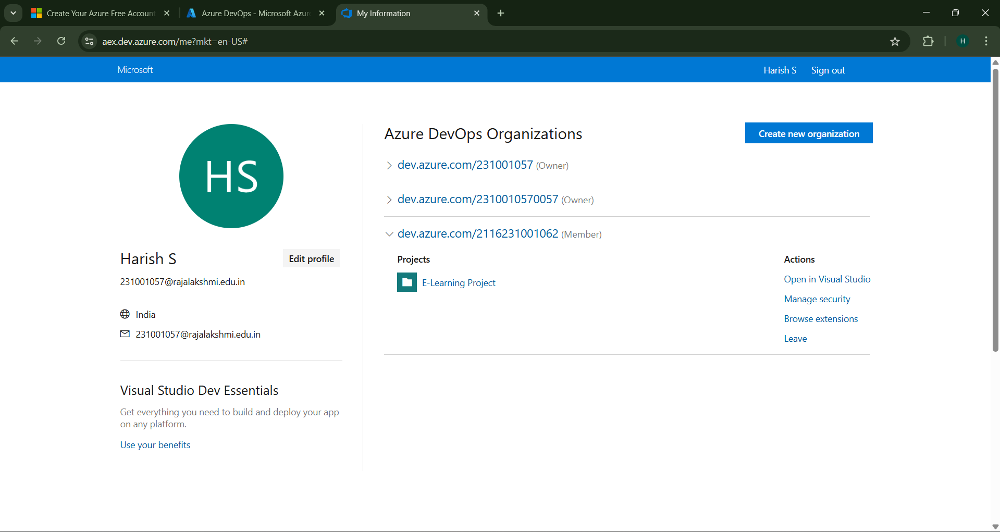 Create Your Azure Free Account
Azure DevOps - Microsoft Azur
My Information
aex.dev.azure.com/me?mkt=en-US#
H
Microsoft
Harish S
Sign out
HS
Harish S
Edit profile
231001057@rajalakshmi.edu.in
India
231001057@rajalakshmi.edu.in
Visual Studio Dev Essentials
Get everything you need to build and deploy your app
on any platform.
Use your benefits
Azure DevOps Organizations
Create new organization
dev.azure.com/231001057 (Owner)
dev.azure.com/2310010570057 (Owner)
dev.azure.com/2116231001062 (Member)
Projects
E-Learning Project
Actions
Open in Visual Studio
Manage security
Browse extensions
Leave